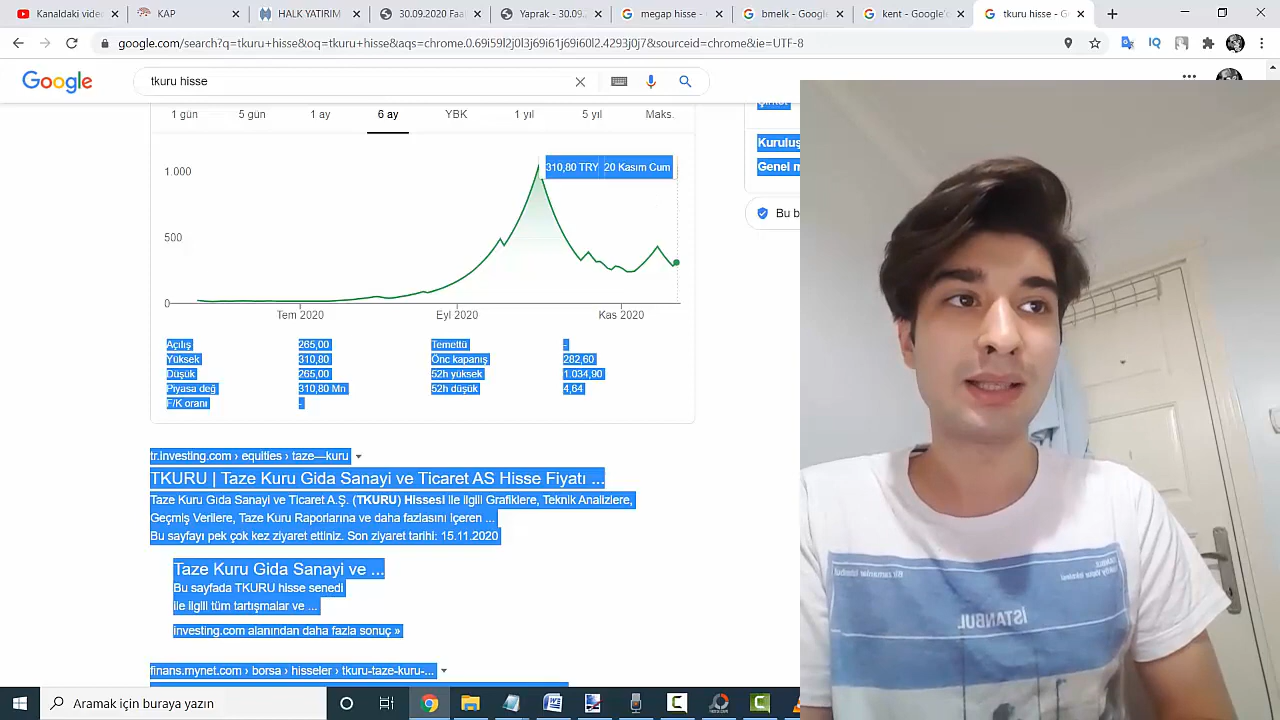 Kanaldaki video
KAP
HALK YATIRIM
30.09.2020 Faal
Yaprak - 30.09.
megap hisse - G
bmelk - Google
kent - Google'd
tkuru hisse - Go
google.com/search?q=tkuru+hisse&oq=tkuru+hisse&aqs=chrome.0.69i59l2j0l3j69i61j69i60l2.4293j0j7&sourceid=chrome&ie=UTF-8
Google
tkuru hisse
1 gün 5 gün 1 ay 6 ay YBK 1 yıl 5 yıl Maks.
Şirket
Kuruluş
Genel m
Bu b
310,80 TRY 20 Kasım Cum
1.000
500
0
Tem 2020 Eyl 2020 Kas 2020
Açılış 265,00 Temettü -
Yüksek 310,80 Önc kapanış 282,60
Düşük 265,00 52h yüksek 1.034,90
Piyasa değ 310,80 Mn 52h düşük 4,64
F/K oranı -
tr.investing.com › equities › taze---kuru
TKURU | Taze Kuru Gida Sanayi ve Ticaret AS Hisse Fiyatı ...
Taze Kuru Gıda Sanayi ve Ticaret A.Ş. (TKURU) Hissesi ile ilgili Grafiklere, Teknik Analizlere,
Geçmiş Verilere, Taze Kuru Raporlarına ve daha fazlasını içeren ...
Bu sayfayı pek çok kez ziyaret ettiniz. Son ziyaret tarihi: 15.11.2020
Taze Kuru Gida Sanayi ve ...
Bu sayfada TKURU hisse senedi
ile ilgili tüm tartışmalar ve ...
investing.com alanından daha fazla sonuç »
finans.mynet.com › borsa › hisseler › tkuru-taze-kuru-...
Bir zamanlar İstanbul
İSTANBUL
Aramak için buraya yazın